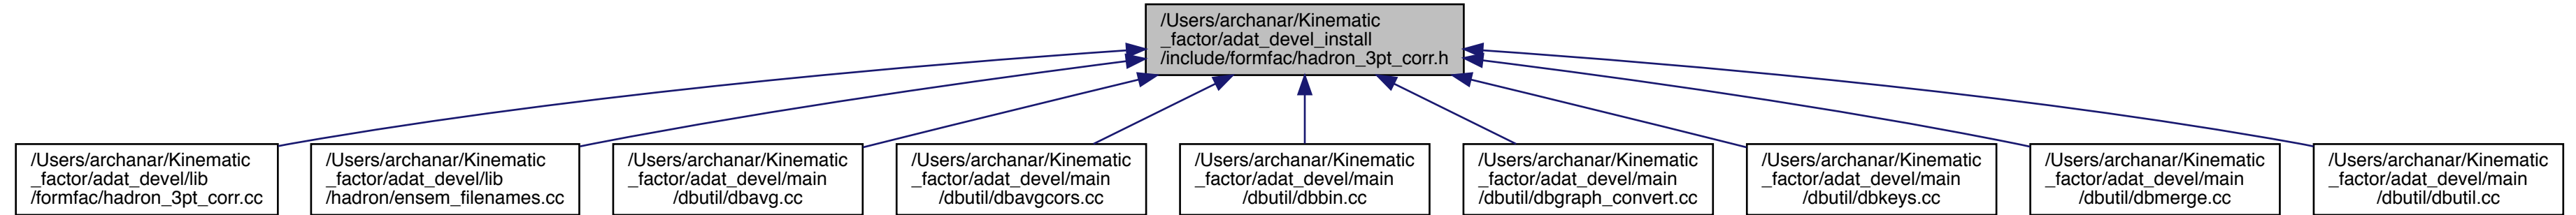 /Users/archanar/Kinematic
_factor/adat_devel_install
/include/formfac/hadron_3pt_corr.h
/Users/archanar/Kinematic
_factor/adat_devel/lib
/formfac/hadron_3pt_corr.cc
/Users/archanar/Kinematic
_factor/adat_devel/lib
/hadron/ensem_filenames.cc
/Users/archanar/Kinematic
_factor/adat_devel/main
/dbutil/dbavg.cc
/Users/archanar/Kinematic
_factor/adat_devel/main
/dbutil/dbavgcors.cc
/Users/archanar/Kinematic
_factor/adat_devel/main
/dbutil/dbbin.cc
/Users/archanar/Kinematic
_factor/adat_devel/main
/dbutil/dbgraph_convert.cc
/Users/archanar/Kinematic
_factor/adat_devel/main
/dbutil/dbkeys.cc
/Users/archanar/Kinematic
_factor/adat_devel/main
/dbutil/dbmerge.cc
/Users/archanar/Kinematic
_factor/adat_devel/main
/dbutil/dbutil.cc